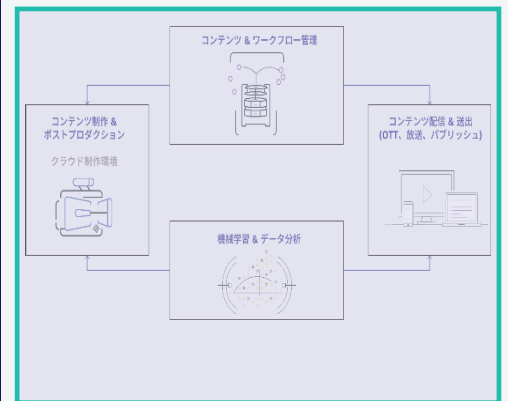 コンテンツ & ワークフロー管理
コンテンツ制作 &
ポストプロダクション
クラウド制作環境
コンテンツ配信 & 送出
(OTT、放送、パブリッシュ)
機械学習 & データ分析